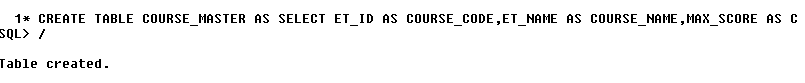 1* CREATE TABLE COURSE_MASTER AS SELECT ET_ID AS COURSE_CODE,ET_NAME AS COURSE_NAME,MAX_SCORE AS C
SQL> /
Table created.